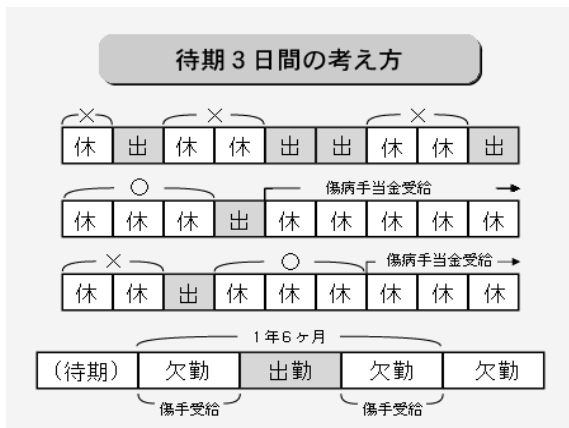 待期3日間の考え方
× × ×
休 出 休 休 出 出 休 休 出
○ 傷病手当金受給
休 休 休 出 休 休 休 休 休
× ○ 傷病手当金受給
休 休 出 休 休 休 休 休 休
1年6ヶ月
(待期) 欠勤 出勤 欠勤 欠勤
傷手受給 傷手受給